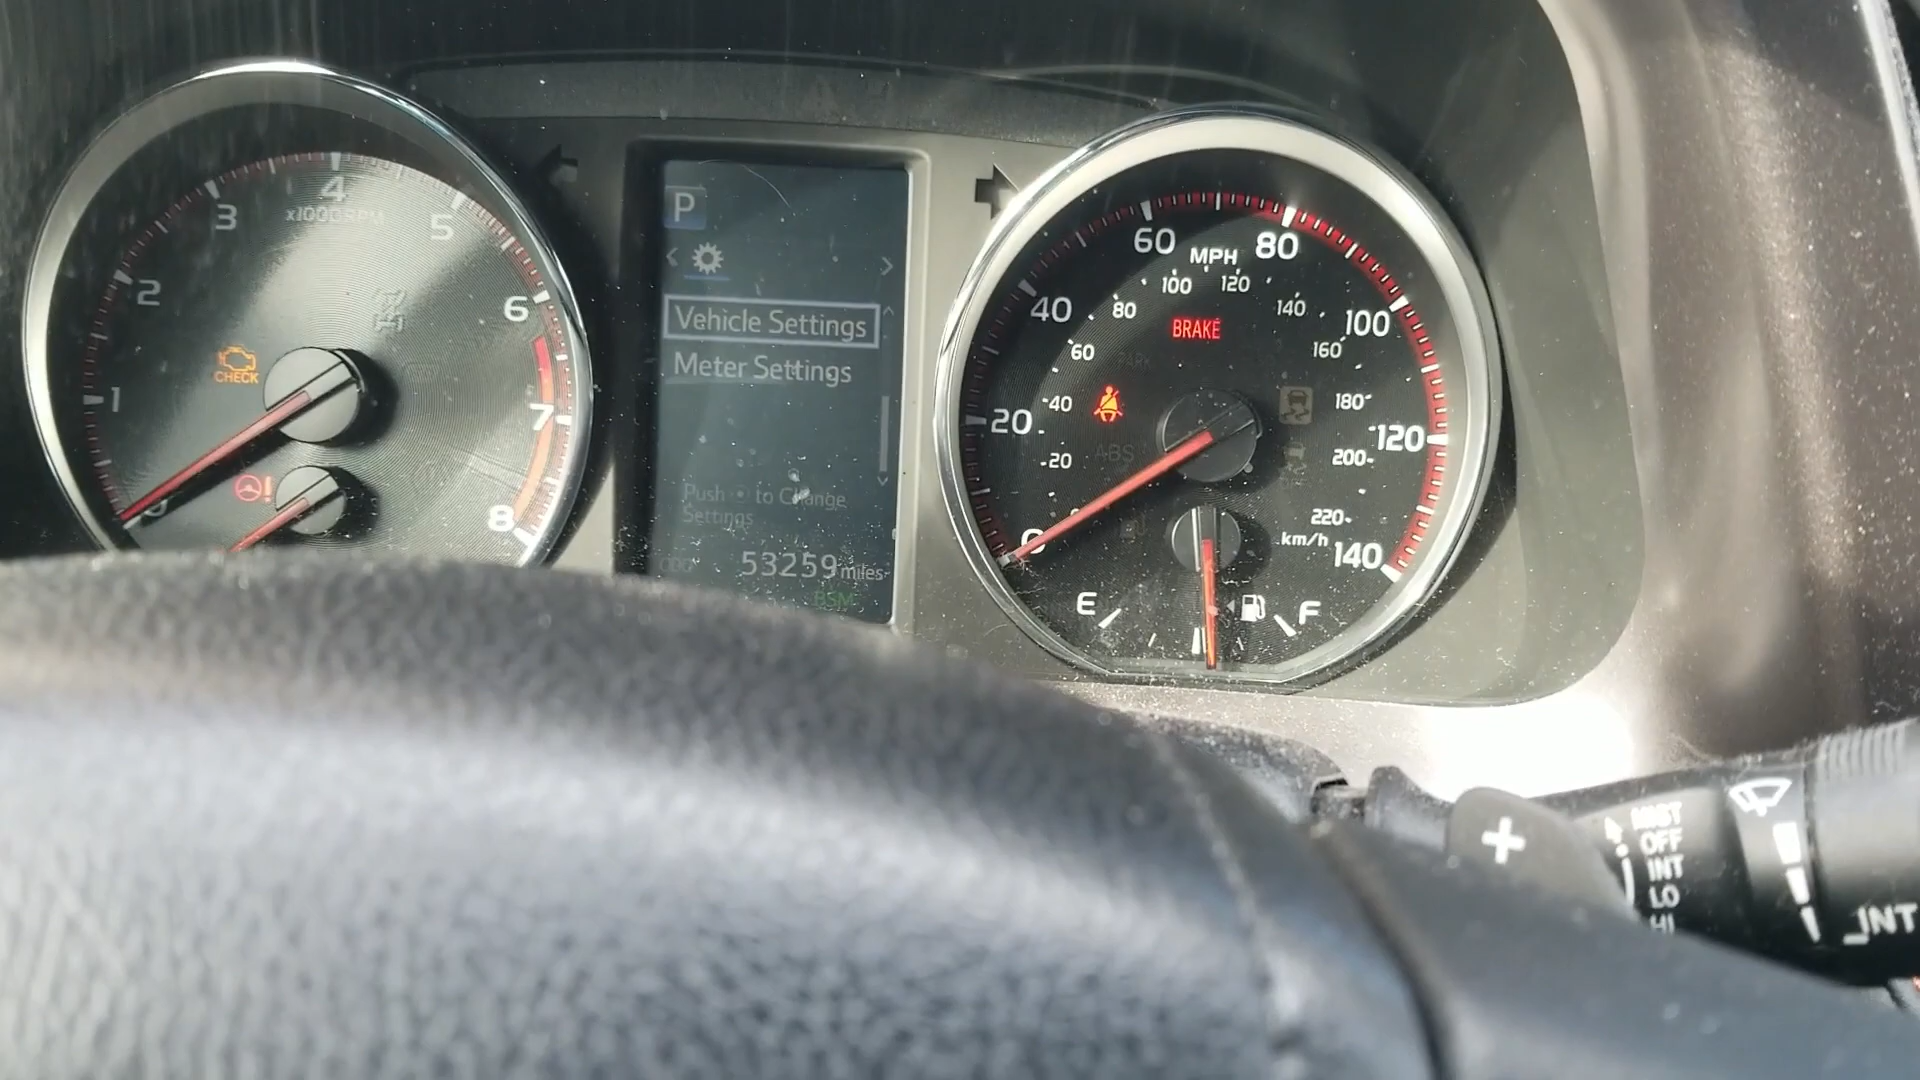 4
x1000RPM
3
5
2
6
1
7
8
CHECK
P
Vehicle Settings
Meter Settings
Push to Change
Settings
ODO
53259 miles
BSM
60
MPH
80
100
120
40
80
140
100
BRAKE
60
160
PARK
40
180
20
120
ABS
20
200
0
220
km/h
140
E
F
MIST
OFF
INT
LO
HI
INT